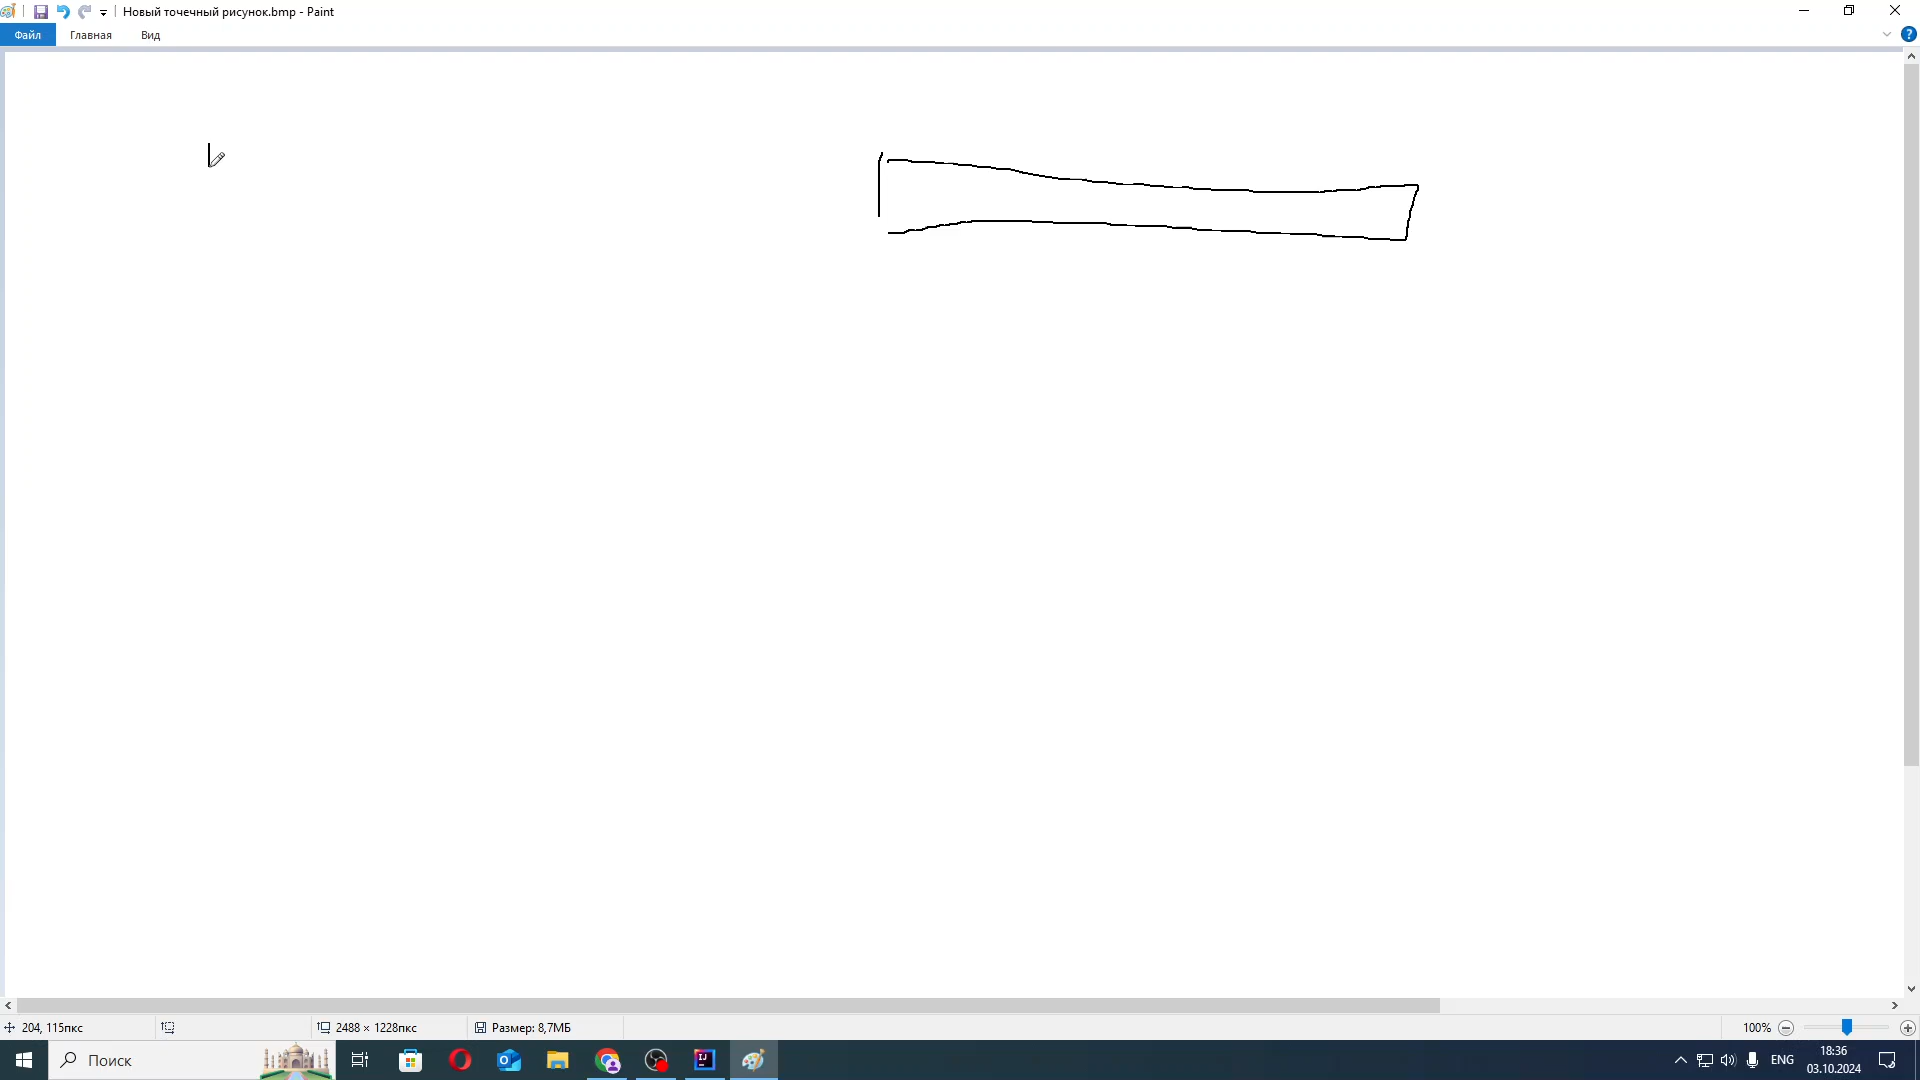 Новый точечный рисунок.bmp - Paint
Файл Главная Вид
?
204, 115пкс 2488 × 1228пкс Размер: 8,7МБ 100%
Поиск IJ ENG 18:36
03.10.2024